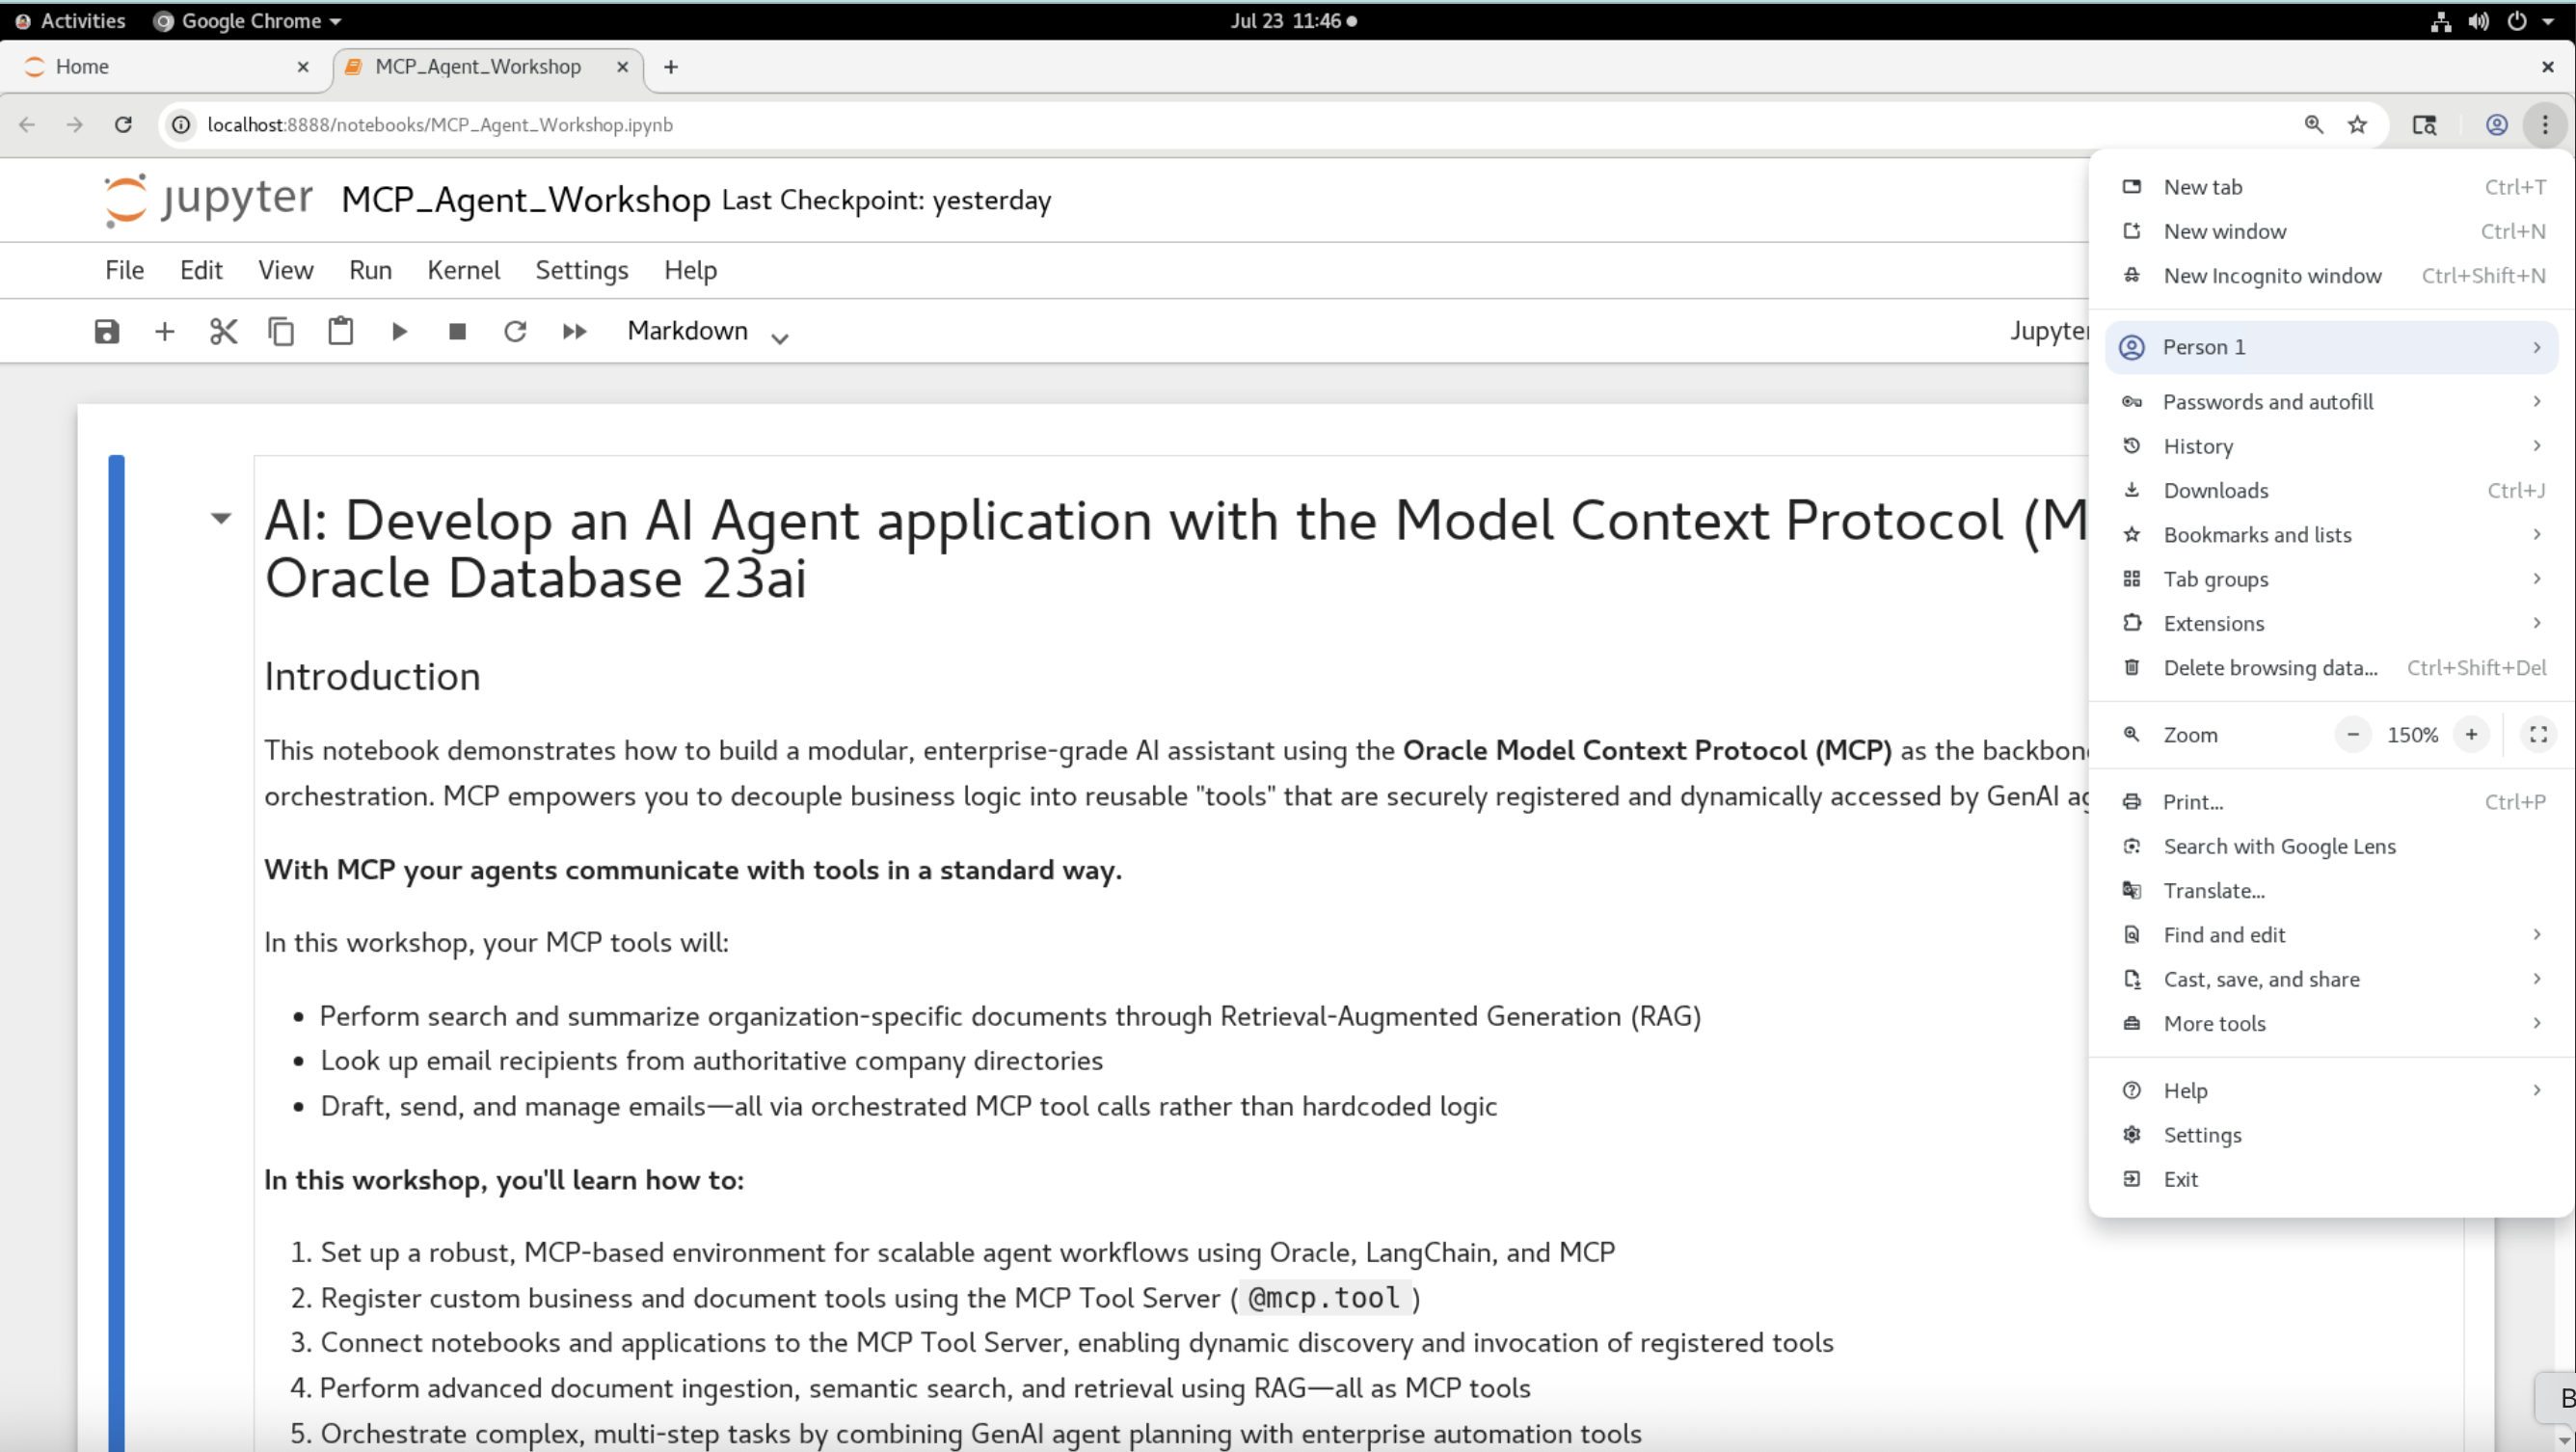 Activities Google Chrome Jul 23 11:46
Home MCP_Agent_Workshop
localhost:8888/notebooks/MCP_Agent_Workshop.ipynb
jupyter MCP_Agent_Workshop Last Checkpoint: yesterday
File Edit View Run Kernel Settings Help
Markdown
AI: Develop an AI Agent application with the Model Context Protocol (M
Oracle Database 23ai
Introduction
This notebook demonstrates how to build a modular, enterprise-grade AI assistant using the Oracle Model Context Protocol (MCP) as the
orchestration. MCP empowers you to decouple business logic into reusable "tools" that are securely registered and dynamically accessed by GenAI
With MCP your agents communicate with tools in a standard way.
In this workshop, your MCP tools will:
• Perform search and summarize organization-specific documents through Retrieval-Augmented Generation (RAG)
• Look up email recipients from authoritative company directories
• Draft, send, and manage emails—all via orchestrated MCP tool calls rather than hardcoded logic
In this workshop, you'll learn how to:
1. Set up a robust, MCP-based environment for scalable agent workflows using Oracle, LangChain, and MCP
2. Register custom business and document tools using the MCP Tool Server ( @mcp.tool )
3. Connect notebooks and applications to the MCP Tool Server, enabling dynamic discovery and invocation of registered tools
4. Perform advanced document ingestion, semantic search, and retrieval using RAG—all as MCP tools
5. Orchestrate complex, multi-step tasks by combining GenAI agent planning with enterprise automation tools
New tab Ctrl+T
New window Ctrl+N
New Incognito window Ctrl+Shift+N
Person 1
Passwords and autofill
History
Downloads Ctrl+J
Bookmarks and lists
Tab groups
Extensions
Delete browsing data... Ctrl+Shift+Del
Zoom − 150% +
Print... Ctrl+P
Search with Google Lens
Translate...
Find and edit
Cast, save, and share
More tools
Help
Settings
Exit